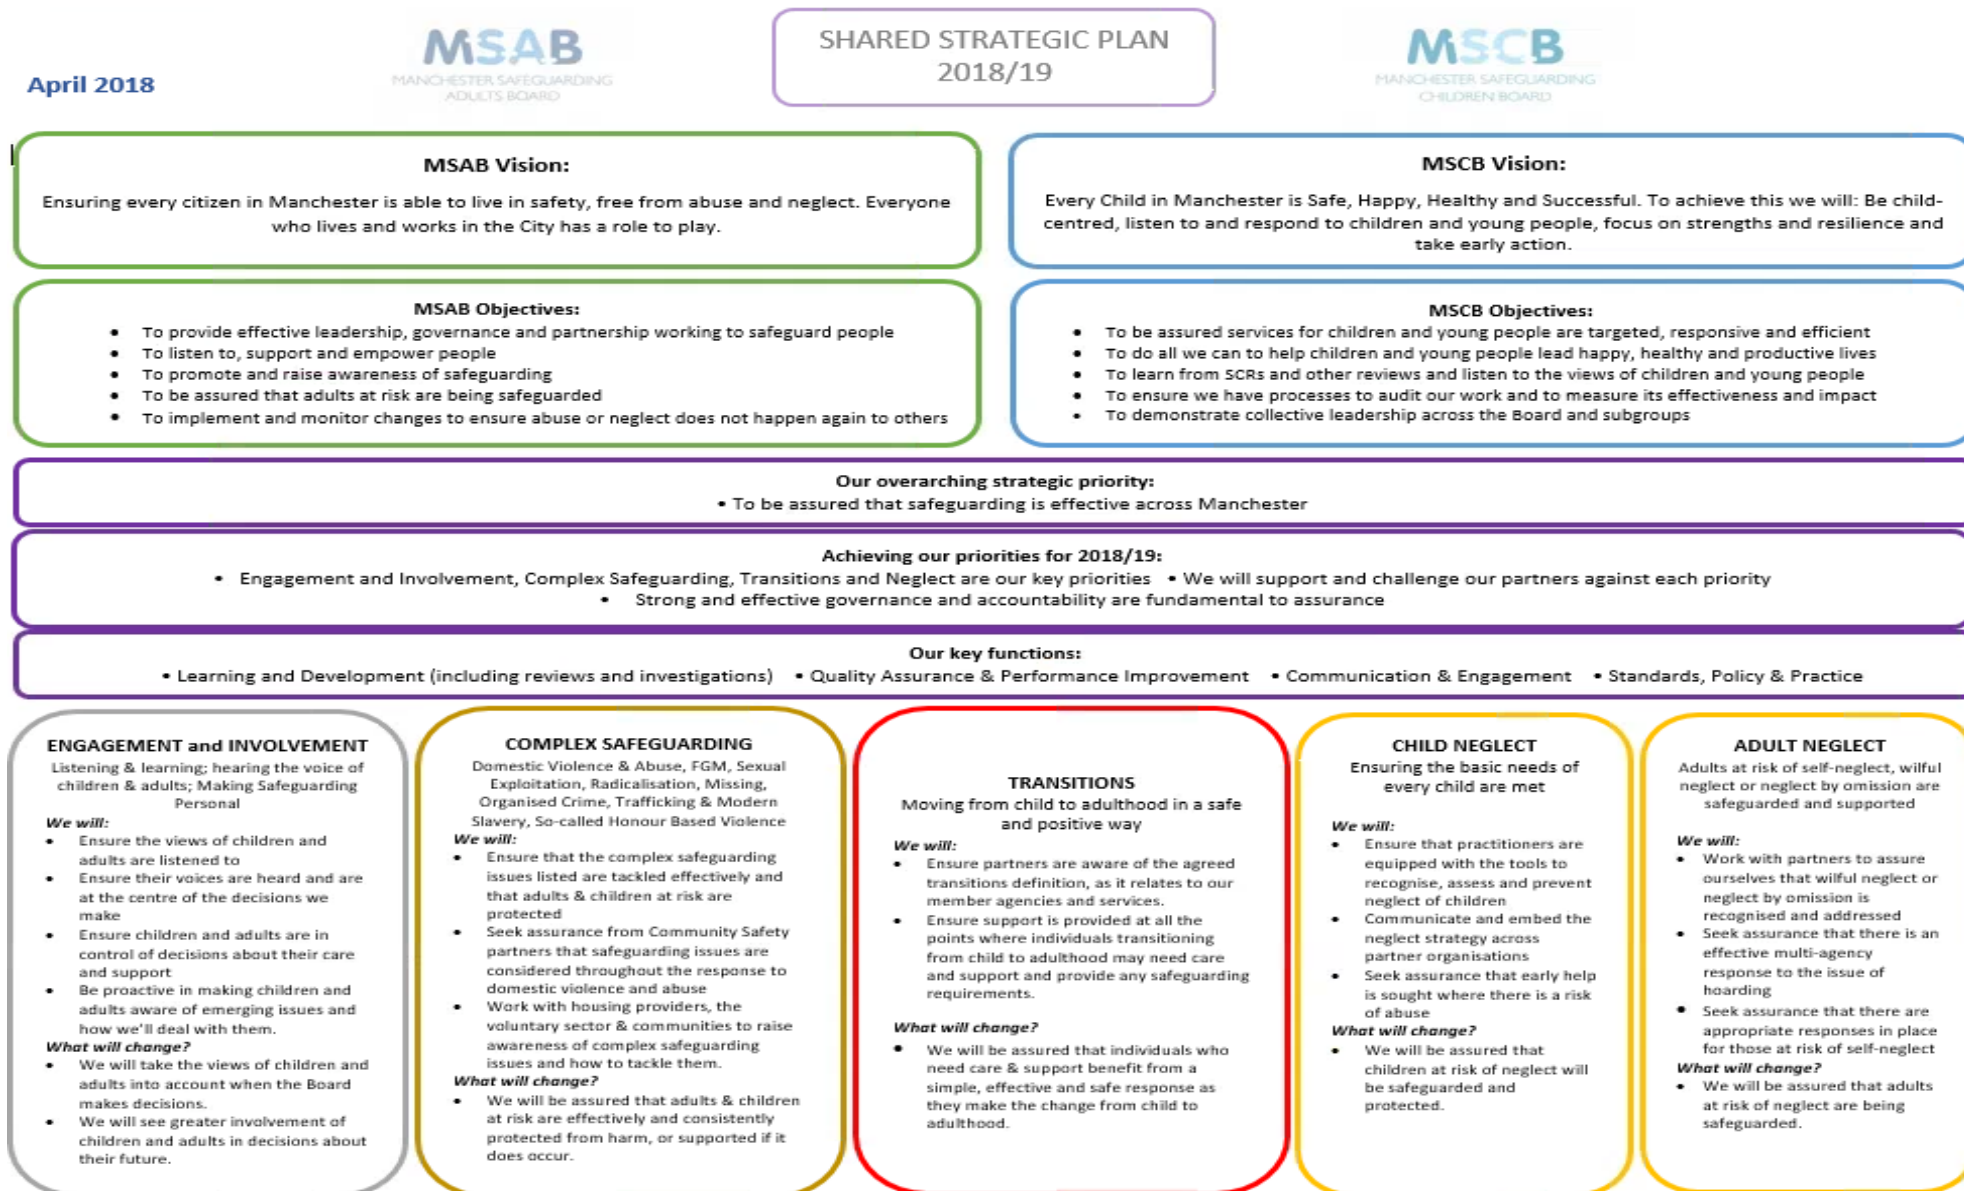 April 2018
MSAB
MANCHESTER SAFEGUARDING
ADULTS BOARD
SHARED STRATEGIC PLAN
2018/19
MSCB
MANCHESTER SAFEGUARDING
CHILDREN BOARD
MSAB Vision:
Ensuring every citizen in Manchester is able to live in safety, free from abuse and neglect. Everyone
who lives and works in the City has a role to play.
MSCB Vision:
Every Child in Manchester is Safe, Happy, Healthy and Successful. To achieve this we will: Be child-
centred, listen to and respond to children and young people, focus on strengths and resilience and
take early action.
MSAB Objectives:
• To provide effective leadership, governance and partnership working to safeguard people
• To listen to, support and empower people
• To promote and raise awareness of safeguarding
• To be assured that adults at risk are being safeguarded
• To implement and monitor changes to ensure abuse or neglect does not happen again to others
MSCB Objectives:
• To be assured services for children and young people are targeted, responsive and efficient
• To do all we can to help children and young people lead happy, healthy and productive lives
• To learn from SCRs and other reviews and listen to the views of children and young people
• To ensure we have processes to audit our work and to measure its effectiveness and impact
• To demonstrate collective leadership across the Board and subgroups
Our overarching strategic priority:
• To be assured that safeguarding is effective across Manchester
Achieving our priorities for 2018/19:
• Engagement and Involvement, Complex Safeguarding, Transitions and Neglect are our key priorities • We will support and challenge our partners against each priority
• Strong and effective governance and accountability are fundamental to assurance
Our key functions:
• Learning and Development (including reviews and investigations) • Quality Assurance & Performance Improvement • Communication & Engagement • Standards, Policy & Practice
ENGAGEMENT and INVOLVEMENT
Listening & learning; hearing the voice of
children & adults; Making Safeguarding
Personal
We will:
• Ensure the views of children and
adults are listened to
• Ensure their voices are heard and are
at the centre of the decisions we
make
• Ensure children and adults are in
control of decisions about their care
and support
• Be proactive in making children and
adults aware of emerging issues and
how we'll deal with them.
What will change?
• We will take the views of children and
adults into account when the Board
makes decisions.
• We will see greater involvement of
children and adults in decisions about
their future.
COMPLEX SAFEGUARDING
Domestic Violence & Abuse, FGM, Sexual
Exploitation, Radicalisation, Missing,
Organised Crime, Trafficking & Modern
Slavery, So-called Honour Based Violence
We will:
• Ensure that the complex safeguarding
issues listed are tackled effectively and
that adults & children at risk are
protected
• Seek assurance from Community Safety
partners that safeguarding issues are
considered throughout the response to
domestic violence and abuse
• Work with housing providers, the
voluntary sector & communities to raise
awareness of complex safeguarding
issues and how to tackle them.
What will change?
• We will be assured that adults & children
at risk are effectively and consistently
protected from harm, or supported if it
does occur.
TRANSITIONS
Moving from child to adulthood in a safe
and positive way
We will:
• Ensure partners are aware of the agreed
transitions definition, as it relates to our
member agencies and services.
• Ensure support is provided at all the
points where individuals transitioning
from child to adulthood may need care
and support and provide any safeguarding
requirements.
What will change?
• We will be assured that individuals who
need care & support benefit from a
simple, effective and safe response as
they make the change from child to
adulthood.
CHILD NEGLECT
Ensuring the basic needs of
every child are met
We will:
• Ensure that practitioners are
equipped with the tools to
recognise, assess and prevent
neglect of children
• Communicate and embed the
neglect strategy across
partner organisations
• Seek assurance that early help
is sought where there is a risk
of abuse
What will change?
• We will be assured that
children at risk of neglect will
be safeguarded and
protected.
ADULT NEGLECT
Adults at risk of self-neglect, wilful
neglect or neglect by omission are
safeguarded and supported
We will:
• Work with partners to assure
ourselves that wilful neglect or
neglect by omission is
recognised and addressed
• Seek assurance that there is an
effective multi-agency
response to the issue of
hoarding
• Seek assurance that there are
appropriate responses in place
for those at risk of self-neglect
What will change?
• We will be assured that adults
at risk of neglect are being
safeguarded.